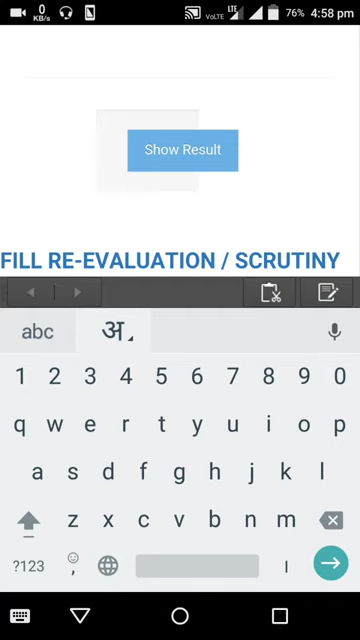 0 KB/s VoLTE LTE 76% 4:58 pm
Show Result
FILL RE-EVALUATION / SCRUTINY
abc अ
1 2 3 4 5 6 7 8 9 0
q w e r t y u i o p
a s d f g h j k l
z x c v b n m
?123 , ।